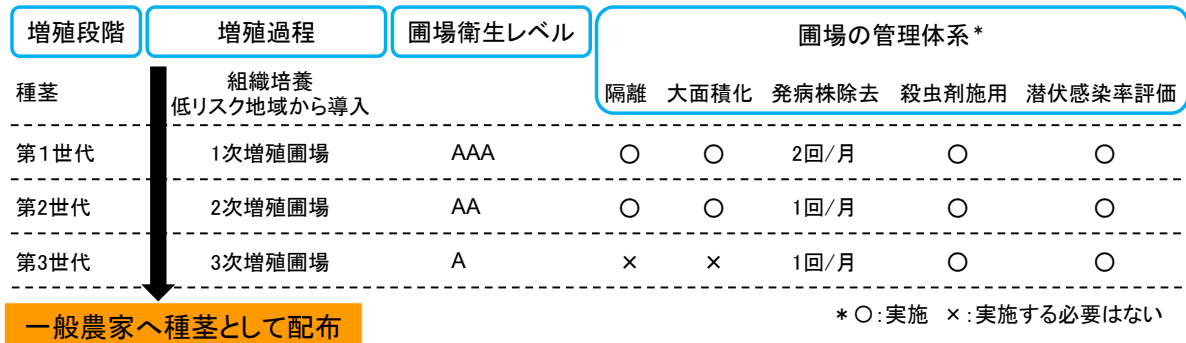 増殖段階 増殖過程 圃場衛生レベル 圃場の管理体系*
種茎 組織培養 隔離 大面積化 発病株除去 殺虫剤施用 潜伏感染率評価
低リスク地域から導入
第1世代 1次増殖圃場 AAA ○ ○ 2回/月 ○ ○
第2世代 2次増殖圃場 AA ○ ○ 1回/月 ○ ○
第3世代 3次増殖圃場 A × × 1回/月 ○ ○
一般農家へ種茎として配布
*○:実施 ×:実施する必要はない